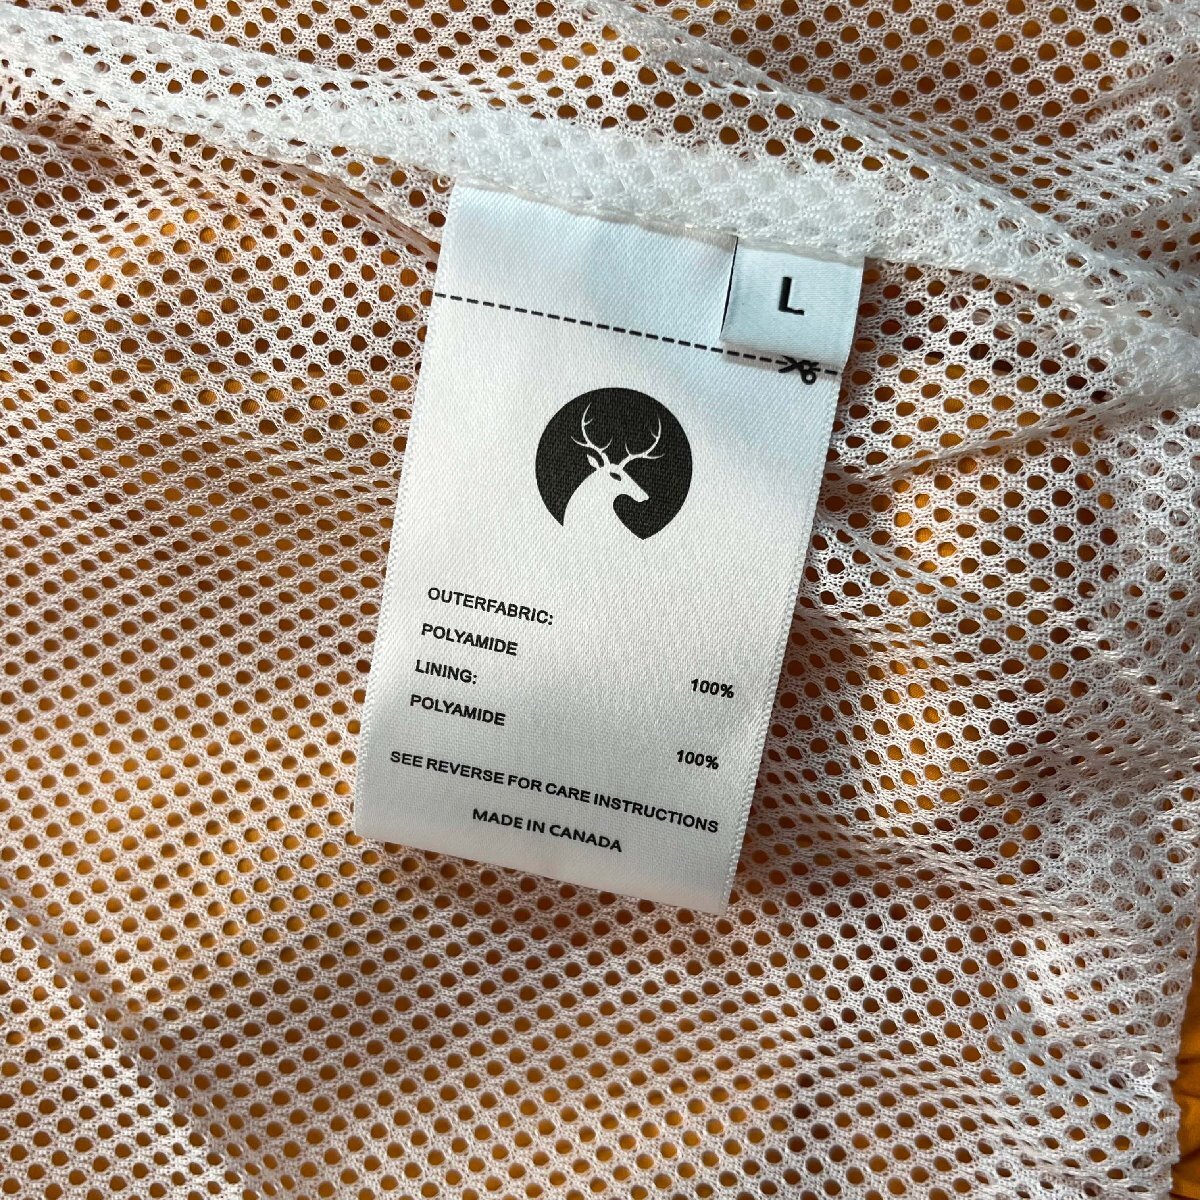 L
OUTERFABRIC:
POLYAMIDE 100%
LINING:
POLYAMIDE 100%
SEE REVERSE FOR CARE INSTRUCTIONS
MADE IN CANADA